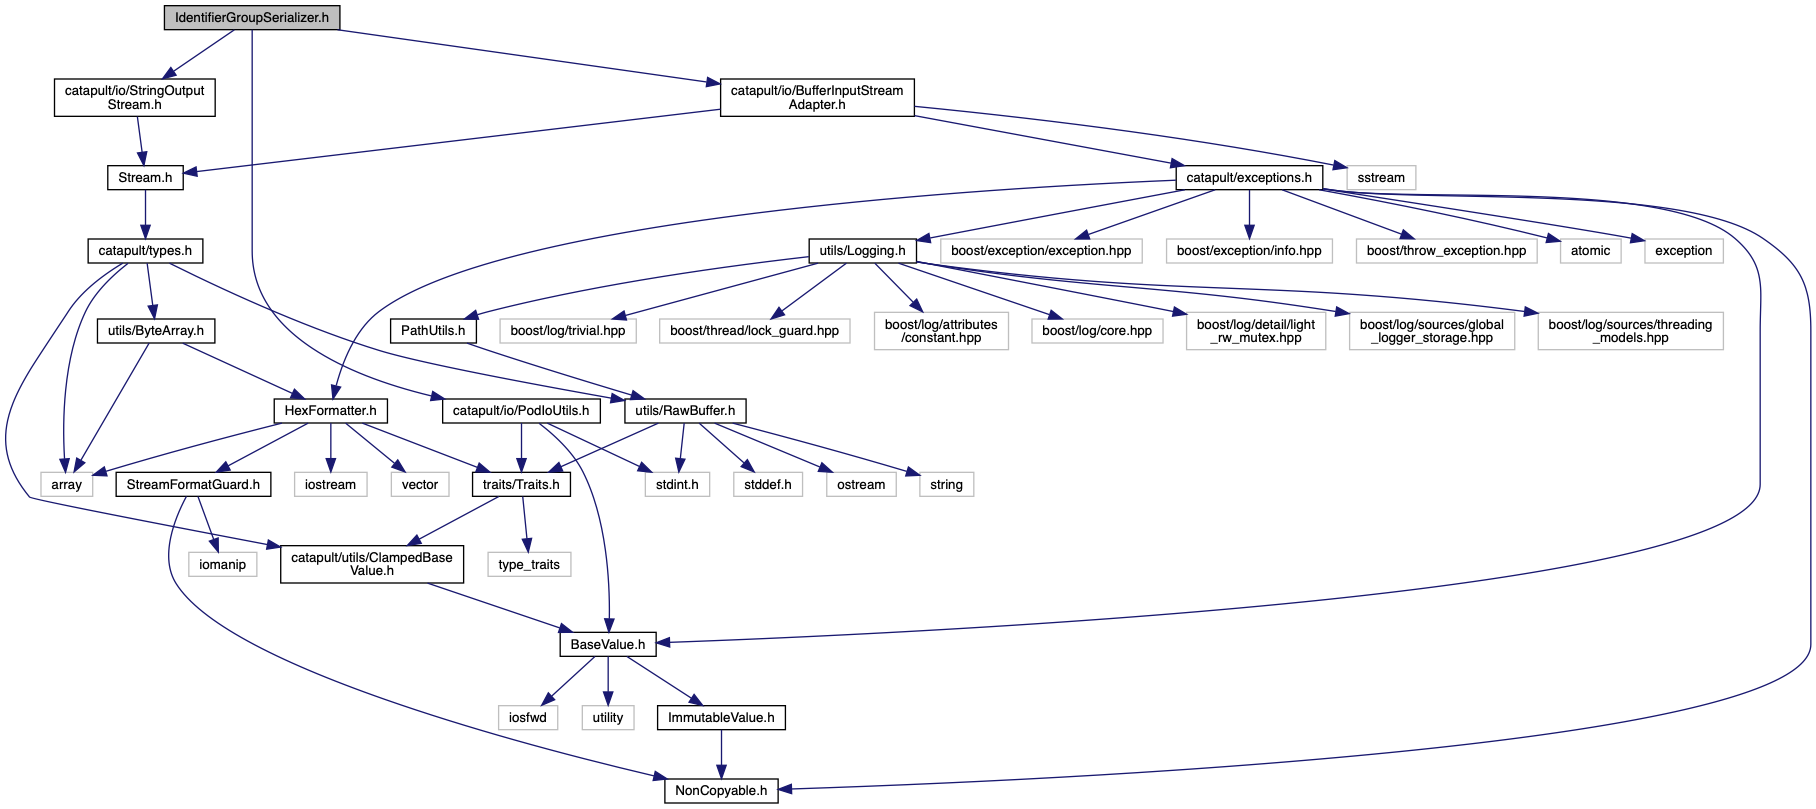 IdentifierGroupSerializer.h
catapult/io/StringOutput
Stream.h
catapult/io/BufferInputStream
Adapter.h
Stream.h
catapult/exceptions.h
sstream
catapult/types.h
utils/Logging.h
boost/exception/exception.hpp
boost/exception/info.hpp
boost/throw_exception.hpp
atomic
exception
utils/ByteArray.h
PathUtils.h
boost/log/trivial.hpp
boost/thread/lock_guard.hpp
boost/log/attributes
/constant.hpp
boost/log/core.hpp
boost/log/detail/light
_rw_mutex.hpp
boost/log/sources/global
_logger_storage.hpp
boost/log/sources/threading
_models.hpp
HexFormatter.h
catapult/io/PodIoUtils.h
utils/RawBuffer.h
array
StreamFormatGuard.h
iostream
vector
traits/Traits.h
stdint.h
stddef.h
ostream
string
iomanip
catapult/utils/ClampedBase
Value.h
type_traits
BaseValue.h
iosfwd
utility
ImmutableValue.h
NonCopyable.h